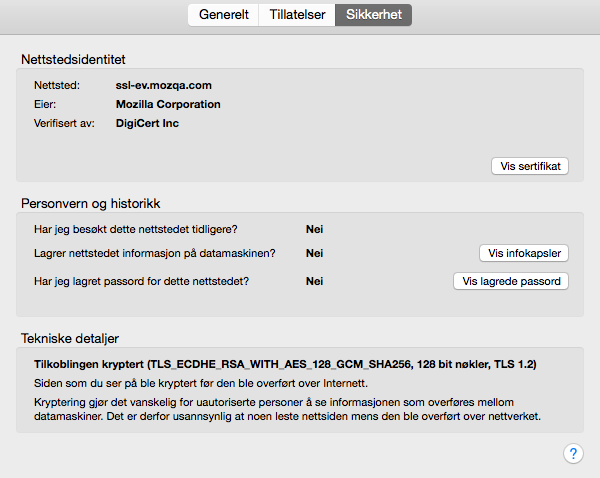 Generelt Tillatelser Sikkerhet
Nettstedsidentitet
Nettsted: ssl-ev.mozqa.com
Eier: Mozilla Corporation
Verifisert av: DigiCert Inc
Vis sertifikat
Personvern og historikk
Har jeg besøkt dette nettstedet tidligere? Nei
Lagrer nettstedet informasjon på datamaskinen? Nei Vis infokapsler
Har jeg lagret passord for dette nettstedet? Nei Vis lagrede passord
Tekniske detaljer
Tilkoblingen kryptert (TLS_ECDHE_RSA_WITH_AES_128_GCM_SHA256, 128 bit nøkler, TLS 1.2)
Siden som du ser på ble kryptert før den ble overført over Internett.
Kryptering gjør det vanskelig for uautoriserte personer å se informasjonen som overføres mellom
datamaskiner. Det er derfor usannsynlig at noen leste nettsiden mens den ble overført over nettverket.
?